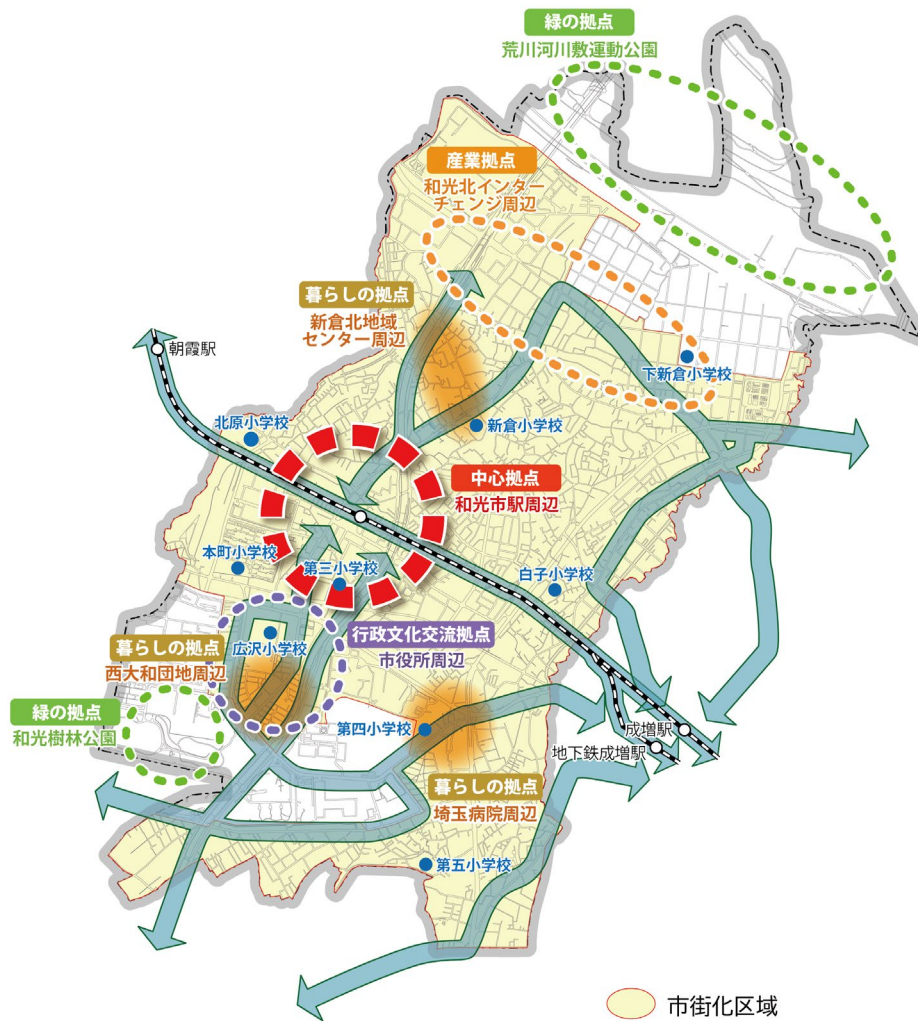 緑の拠点
荒川河川敷運動公園
産業拠点
和光北インター
チェンジ周辺
暮らしの拠点
新倉北地域
センター周辺
朝霞駅
下新倉小学校
北原小学校
新倉小学校
中心拠点
和光市駅周辺
本町小学校
第三小学校
白子小学校
行政文化交流拠点
市役所周辺
広沢小学校
暮らしの拠点
西大和団地周辺
緑の拠点
和光樹林公園
第四小学校
成増駅
地下鉄成増駅
暮らしの拠点
埼玉病院周辺
第五小学校
市街化区域